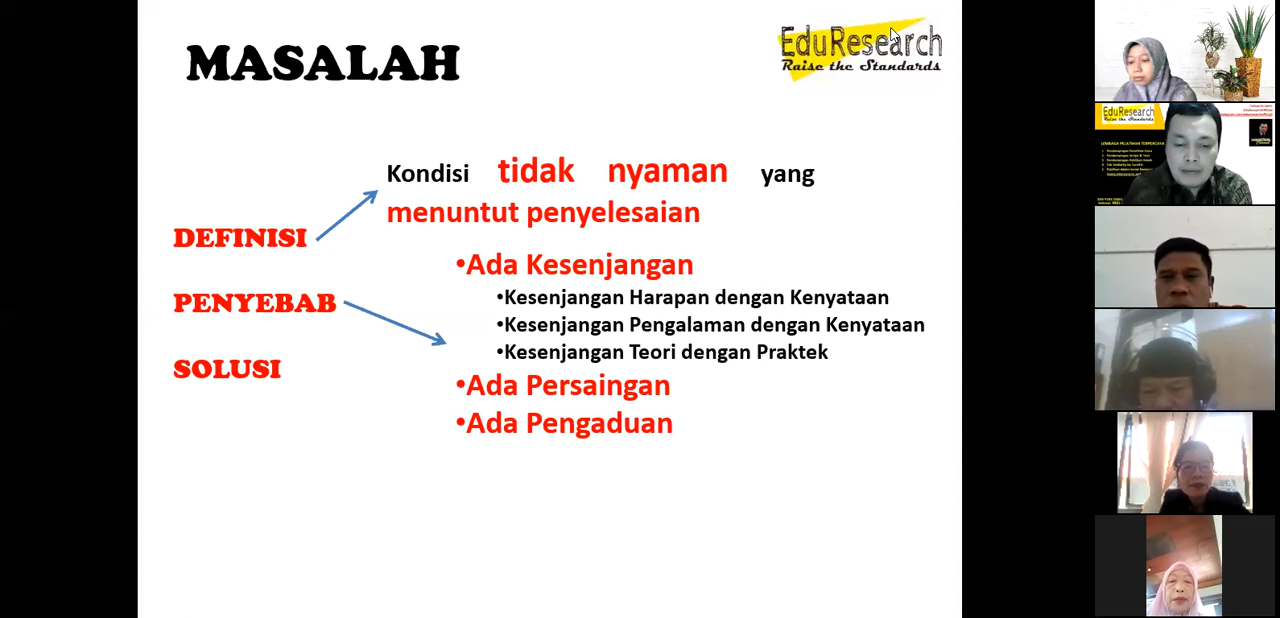 MASALAH
EduResearch
Raise the Standards
Kondisi tidak nyaman yang
menuntut penyelesaian
DEFINISI
•Ada Kesenjangan
•Kesenjangan Harapan dengan Kenyataan
PENYEBAB
•Kesenjangan Pengalaman dengan Kenyataan
•Kesenjangan Teori dengan Praktek
SOLUSI
•Ada Persaingan
•Ada Pengaduan
EduResearch